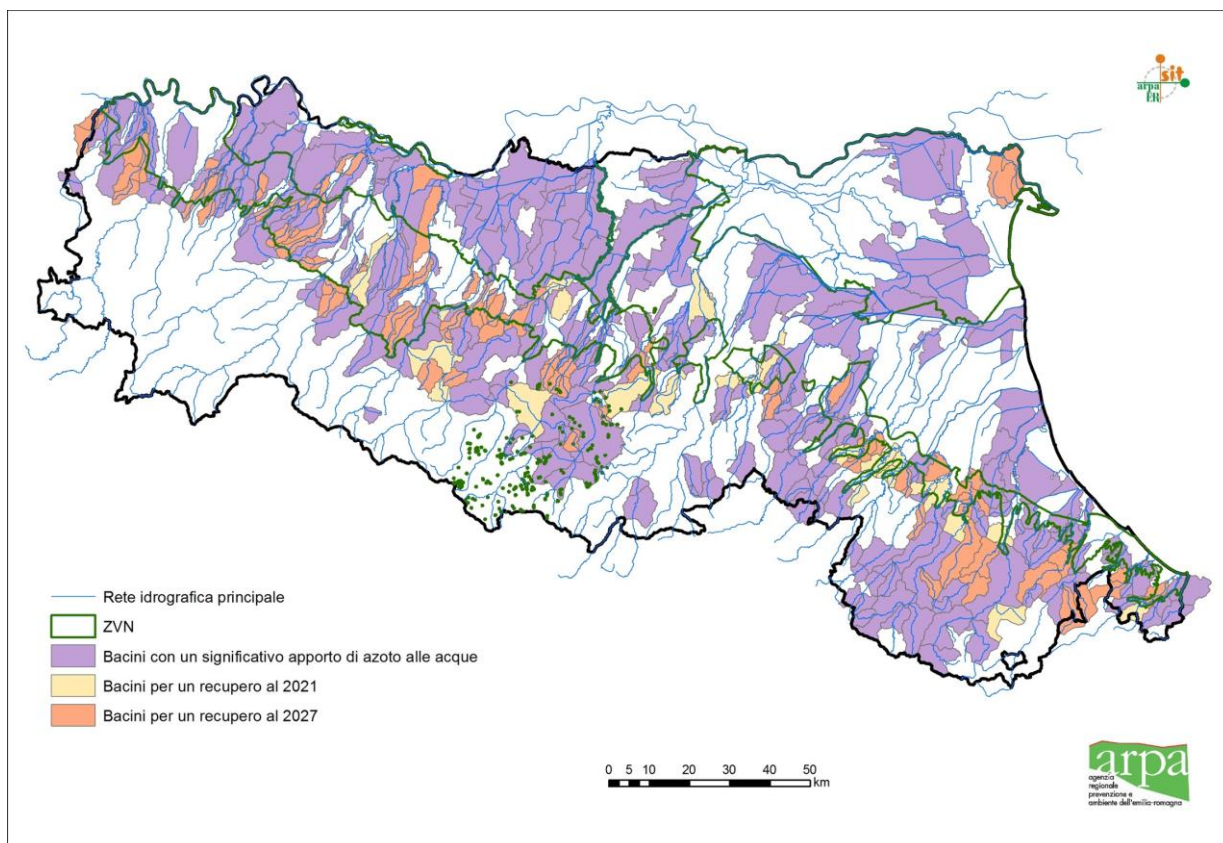 sit
arpa
ER
Rete idrografica principale
ZVN
Bacini con un significativo apporto di azoto alle acque
Bacini per un recupero al 2021
Bacini per un recupero al 2027
0 5 10 20 30 40 50
km
arpa
agenzia
regionale
prevenzione e
ambiente dell'emilia-romagna